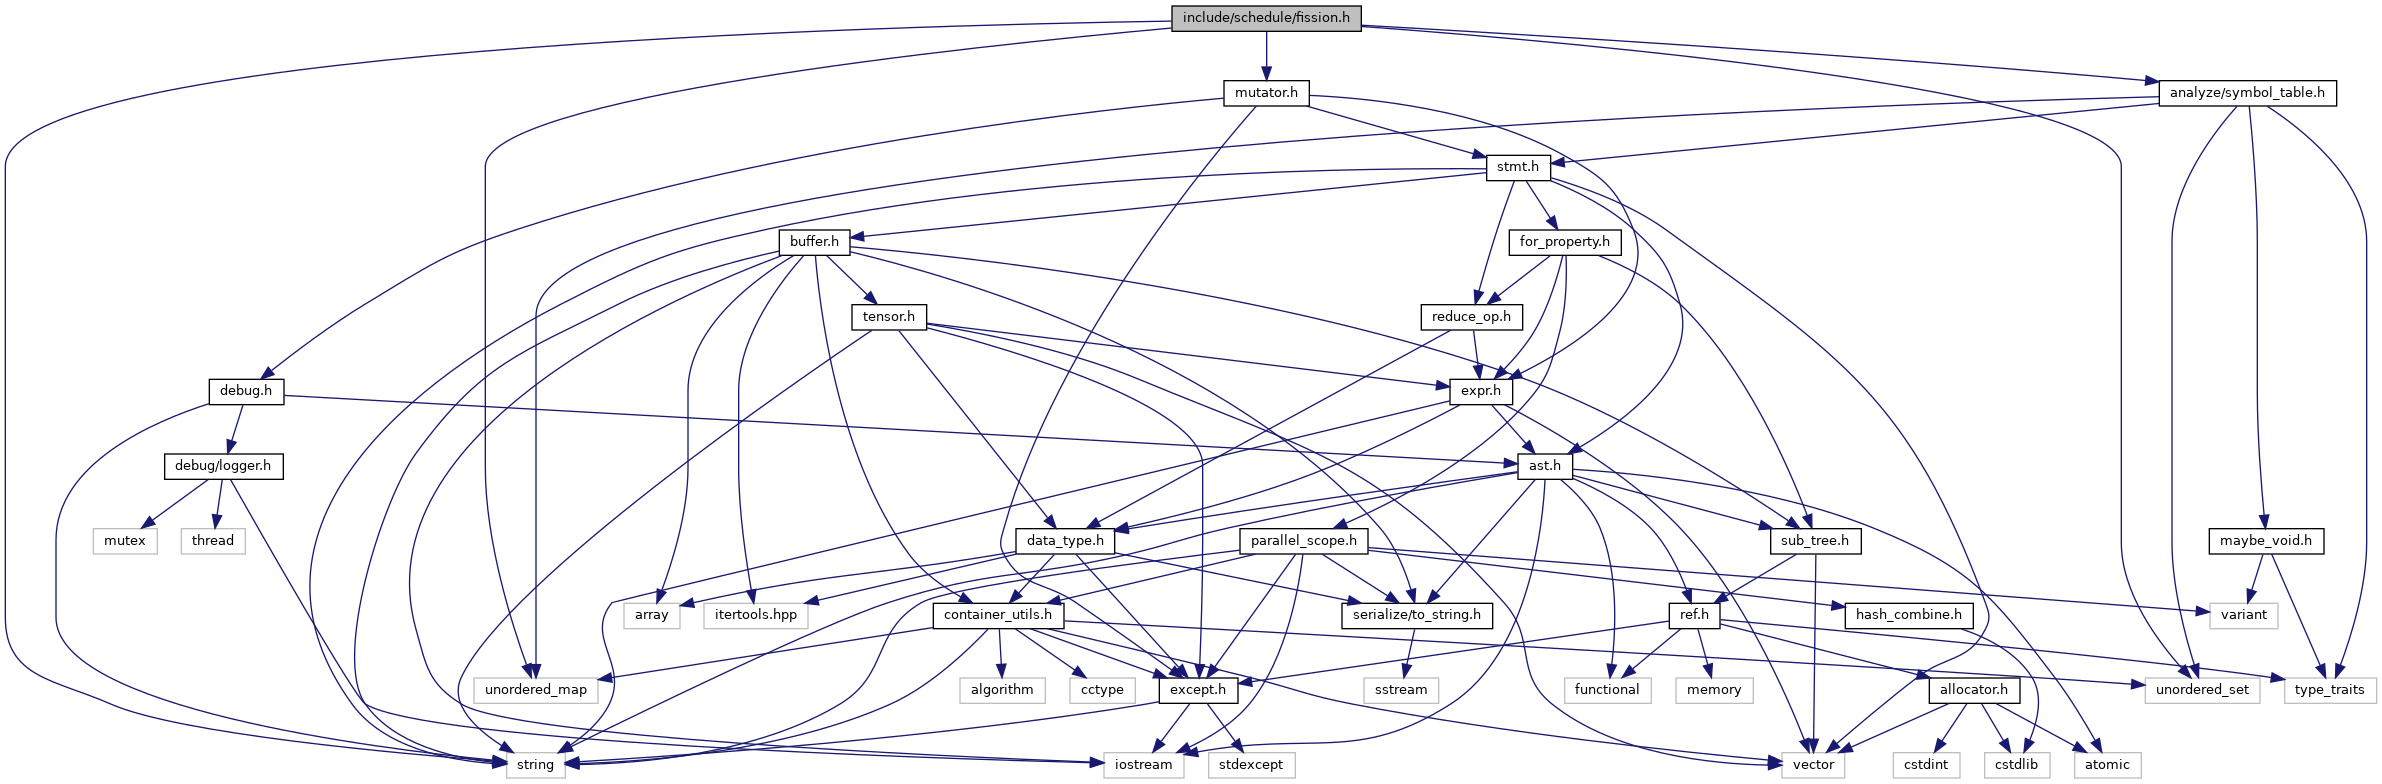 include/schedule/fission.h
mutator.h
analyze/symbol_table.h
stmt.h
buffer.h
for_property.h
tensor.h
reduce_op.h
debug.h
expr.h
debug/logger.h
ast.h
mutex
thread
data_type.h
parallel_scope.h
sub_tree.h
maybe_void.h
array
itertools.hpp
container_utils.h
serialize/to_string.h
ref.h
hash_combine.h
variant
unordered_map
algorithm
cctype
except.h
sstream
functional
memory
allocator.h
unordered_set
type_traits
string
iostream
stdexcept
vector
cstdint
cstdlib
atomic